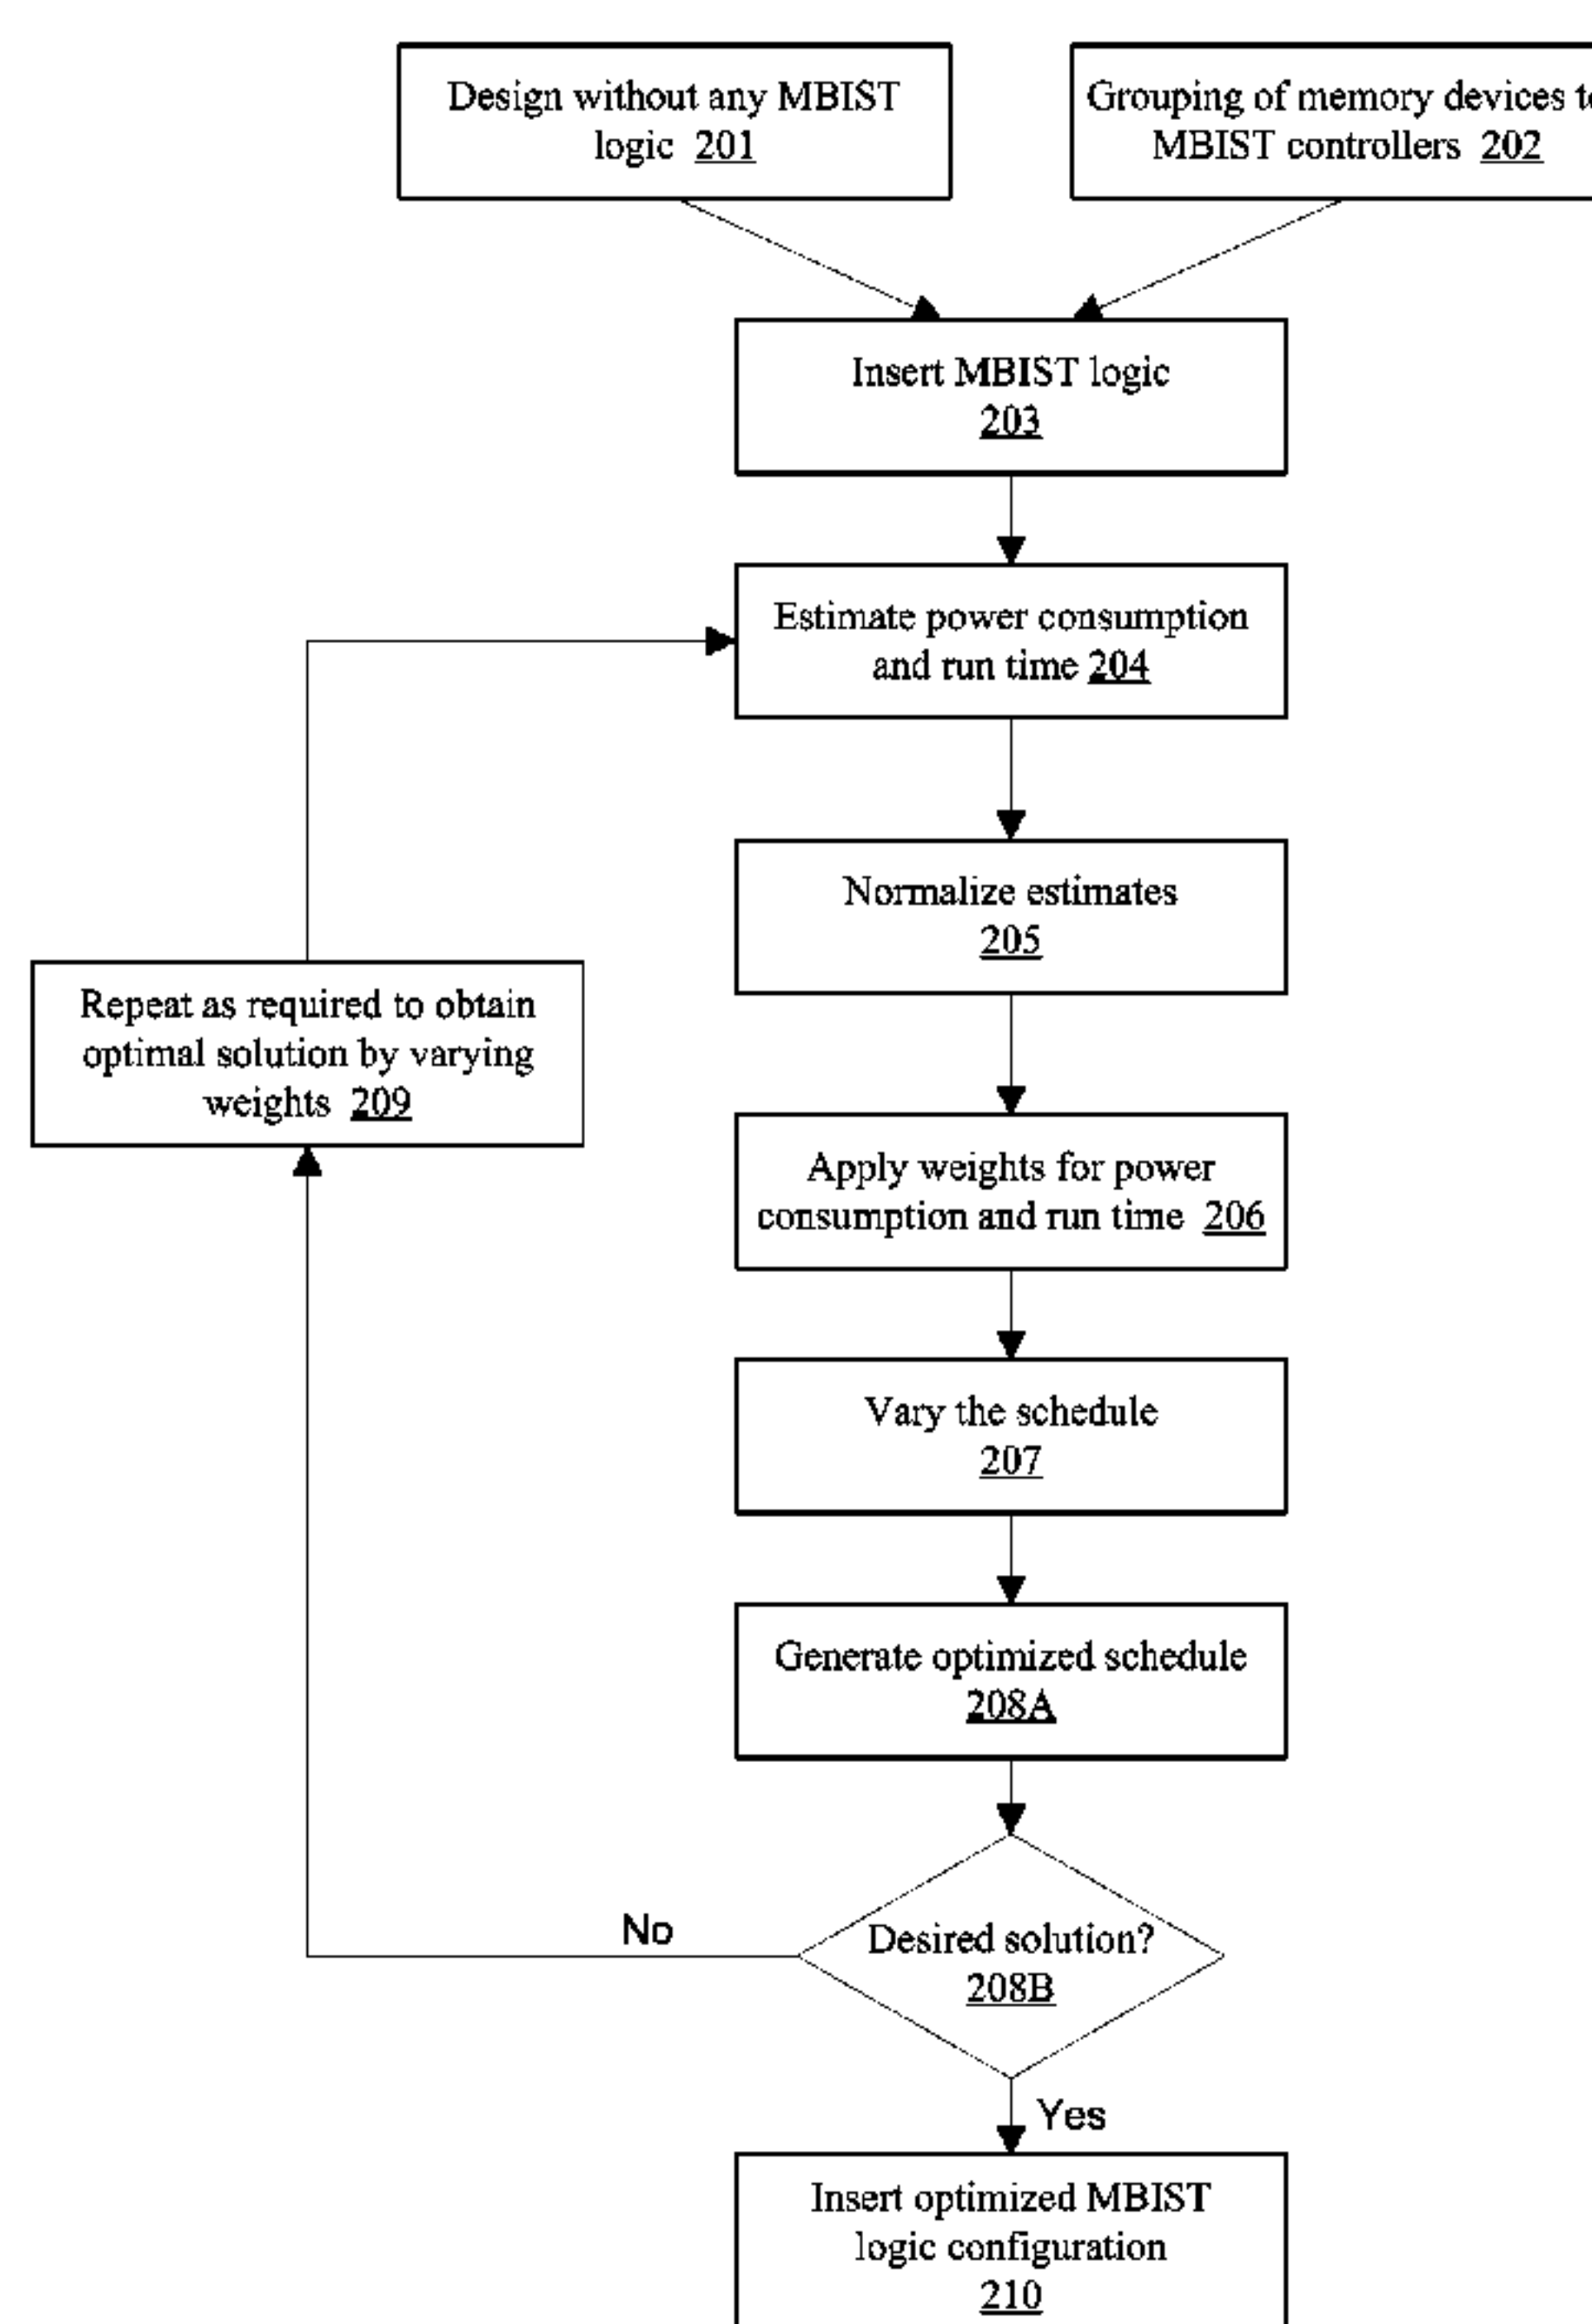 Design without any MBIST
logic 201
Grouping of memory devices to
MBIST controllers 202
Insert MBIST logic
203
Estimate power consumption
and run time 204
Normalize estimates
205
Repeat as required to obtain
optimal solution by varying
weights 209
Apply weights for power
consumption and run time 206
Vary the schedule
207
Generate optimized schedule
208A
No
Desired solution?
208B
Yes
Insert optimized MBIST
logic configuration
210